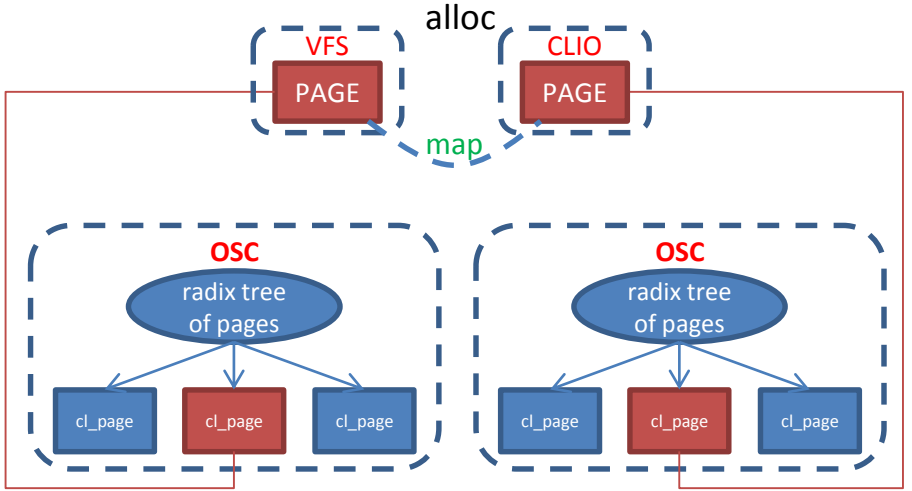 alloc
VFS
CLIO
PAGE
PAGE
map
OSC
radix tree
of pages
cl_page
cl_page
cl_page
OSC
radix tree
of pages
cl_page
cl_page
cl_page